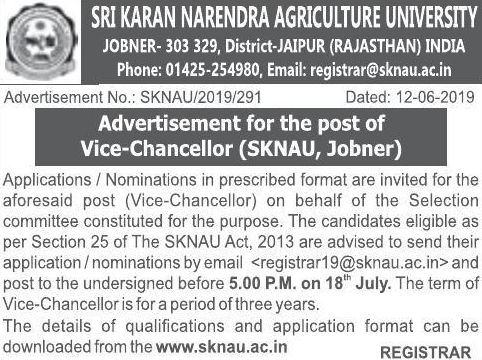 SRI KARAN NARENDRA AGRICULTURE UNIVERSITY
JOBNER- 303 329, District-JAIPUR (RAJASTHAN) INDIA
Phone: 01425-254980, Email: registrar@sknau.ac.in
Advertisement No.: SKNAU/2019/291 Dated: 12-06-2019
Advertisement for the post of
Vice-Chancellor (SKNAU, Jobner)
Applications / Nominations in prescribed format are invited for the
aforesaid post (Vice-Chancellor) on behalf of the Selection
committee constituted for the purpose. The candidates eligible as
per Section 25 of The SKNAU Act, 2013 are advised to send their
application / nominations by email <registrar19@sknau.ac.in> and
post to the undersigned before 5.00 P.M. on 18th July. The term of
Vice-Chancellor is for a period of three years.
The details of qualifications and application format can be
downloaded from the www.sknau.ac.in
REGISTRAR